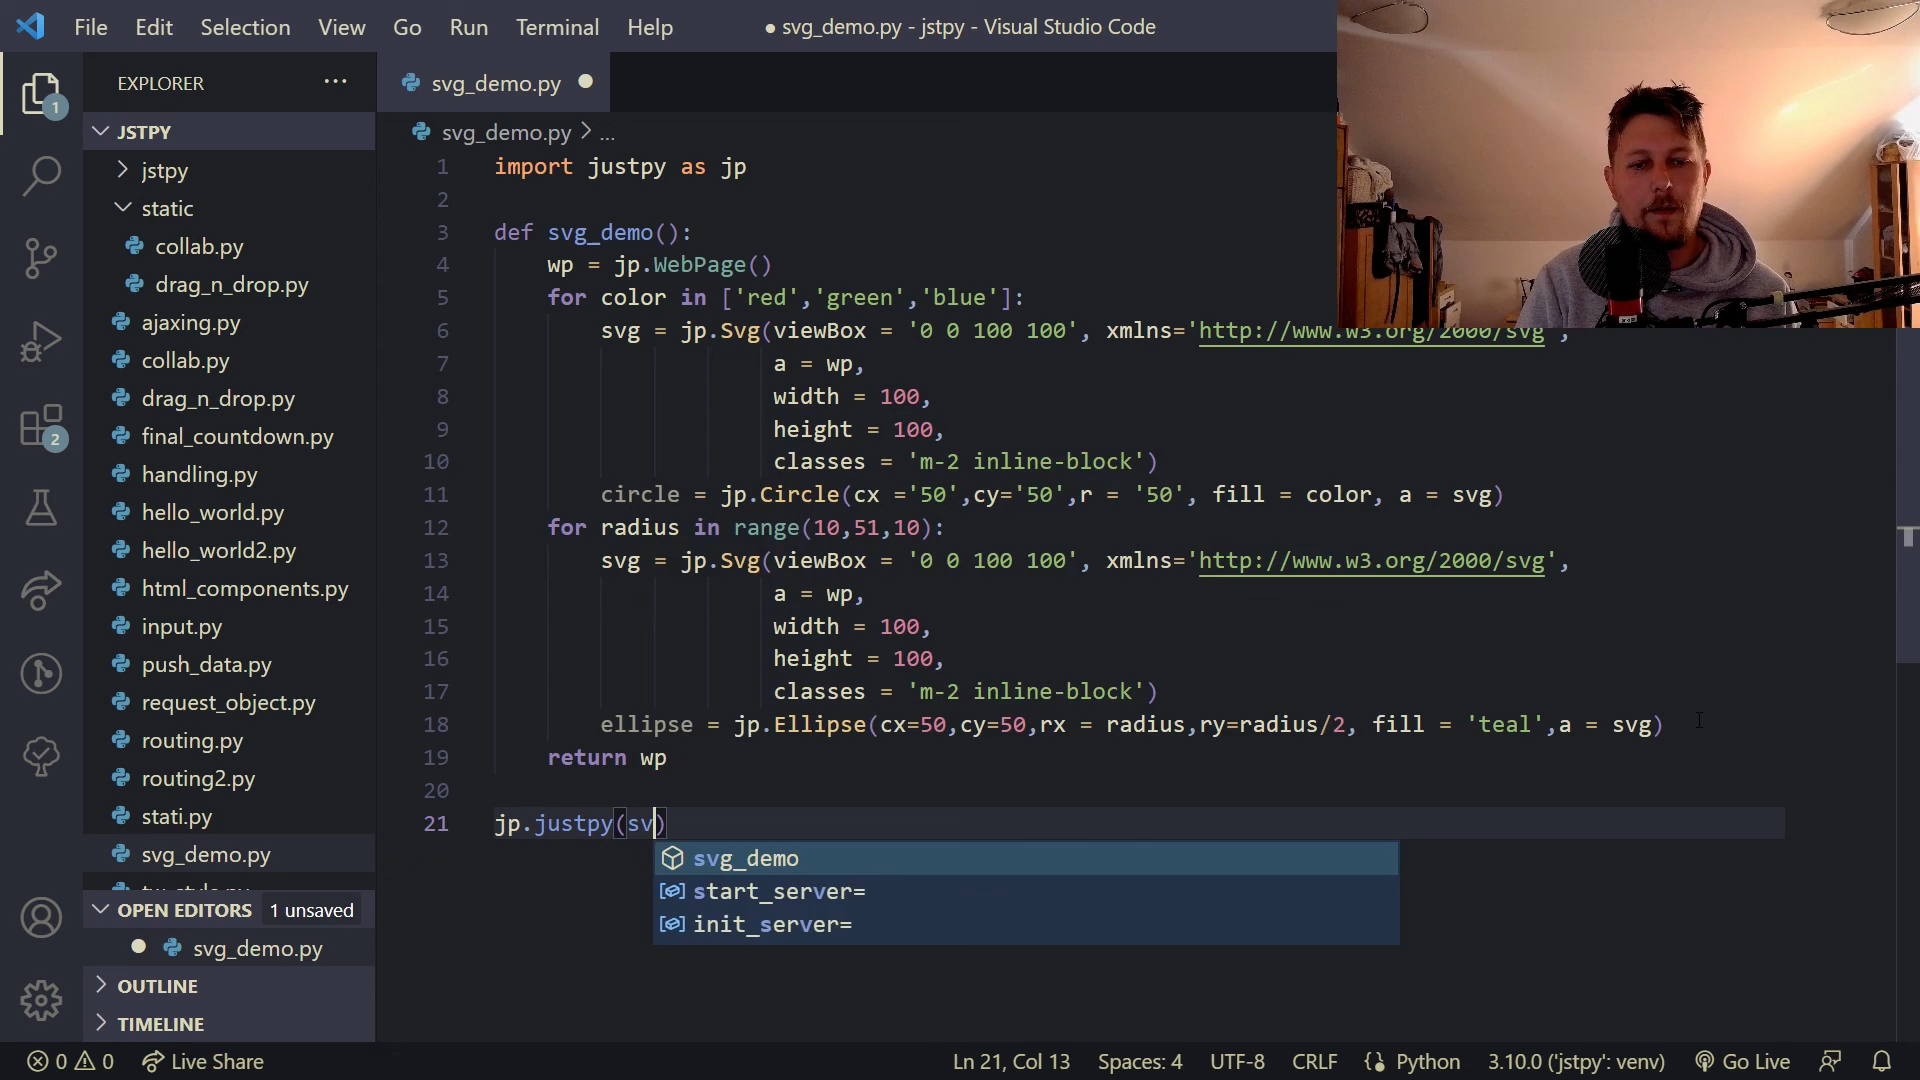 File Edit Selection View Go Run Terminal Help
● svg_demo.py - jstpy - Visual Studio Code
EXPLORER ...
svg_demo.py
JSTPY
svg_demo.py > ...
jstpy
static
collab.py
drag_n_drop.py
ajaxing.py
collab.py
drag_n_drop.py
final_countdown.py
handling.py
hello_world.py
hello_world2.py
html_components.py
input.py
push_data.py
request_object.py
routing.py
routing2.py
stati.py
svg_demo.py
OPEN EDITORS 1 unsaved
svg_demo.py
OUTLINE
TIMELINE
1
2
1 import justpy as jp
2
3 def svg_demo():
4 wp = jp.WebPage()
5 for color in ['red','green','blue']:
6 svg = jp.Svg(viewBox = '0 0 100 100', xmlns='http://www.w3.org/2000/svg',
7 a = wp,
8 width = 100,
9 height = 100,
10 classes = 'm-2 inline-block')
11 circle = jp.Circle(cx ='50',cy='50',r = '50', fill = color, a = svg)
12 for radius in range(10,51,10):
13 svg = jp.Svg(viewBox = '0 0 100 100', xmlns='http://www.w3.org/2000/svg',
14 a = wp,
15 width = 100,
16 height = 100,
17 classes = 'm-2 inline-block')
18 ellipse = jp.Ellipse(cx=50,cy=50,rx = radius,ry=radius/2, fill = 'teal',a = svg)
19 return wp
20
21 jp.justpy(sv)
svg_demo
start_server=
init_server=
0 0 Live Share
Ln 21, Col 13 Spaces: 4 UTF-8 CRLF Python 3.10.0 ('jstpy': venv) Go Live